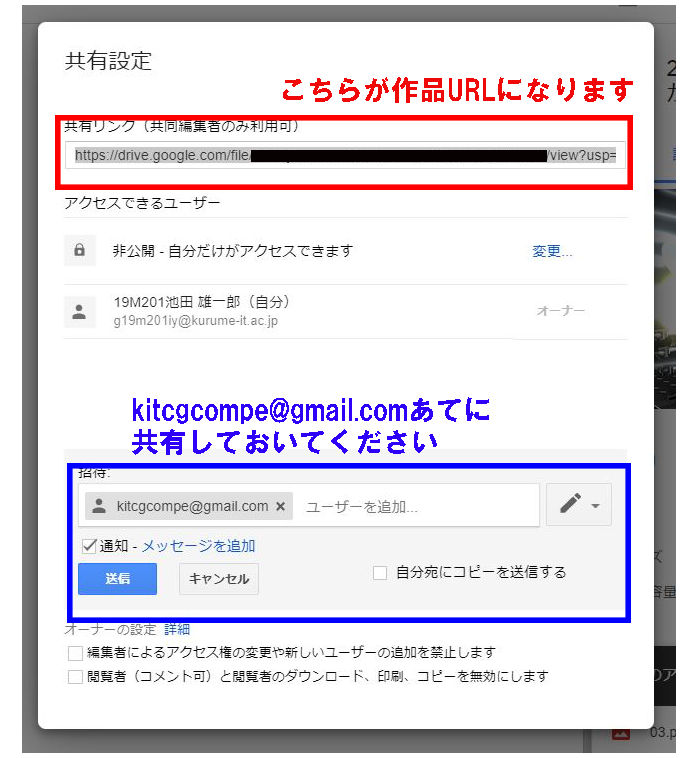 共有設定
こちらが作品URLになります
共有リンク（共同編集者のみ利用可）
https://drive.google.com/file/ /view?usp=
アクセスできるユーザー
非公開 - 自分だけがアクセスできます 変更...
19M201池田 雄一郎（自分）
g19m201iy@kurume-it.ac.jp
オーナー
kitcgcompe@gmail.comあてに
共有しておいてください
招待:
kitcgcompe@gmail.com × ユーザーを追加...
通知 - メッセージを追加
送信 キャンセル 自分宛にコピーを送信する
オーナーの設定 詳細
編集者によるアクセス権の変更や新しいユーザーの追加を禁止します
閲覧者（コメント可）と閲覧者のダウンロード、印刷、コピーを無効にします
03.p